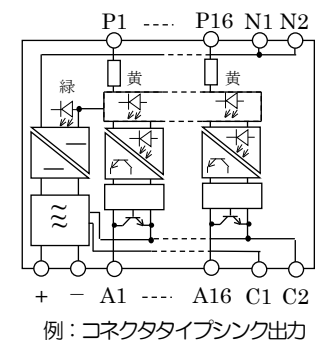 P1 ---- P16 N1 N2
黄 黄
緑
+ − A1 ---- A16 C1 C2
例：コネクタタイプシンク出力